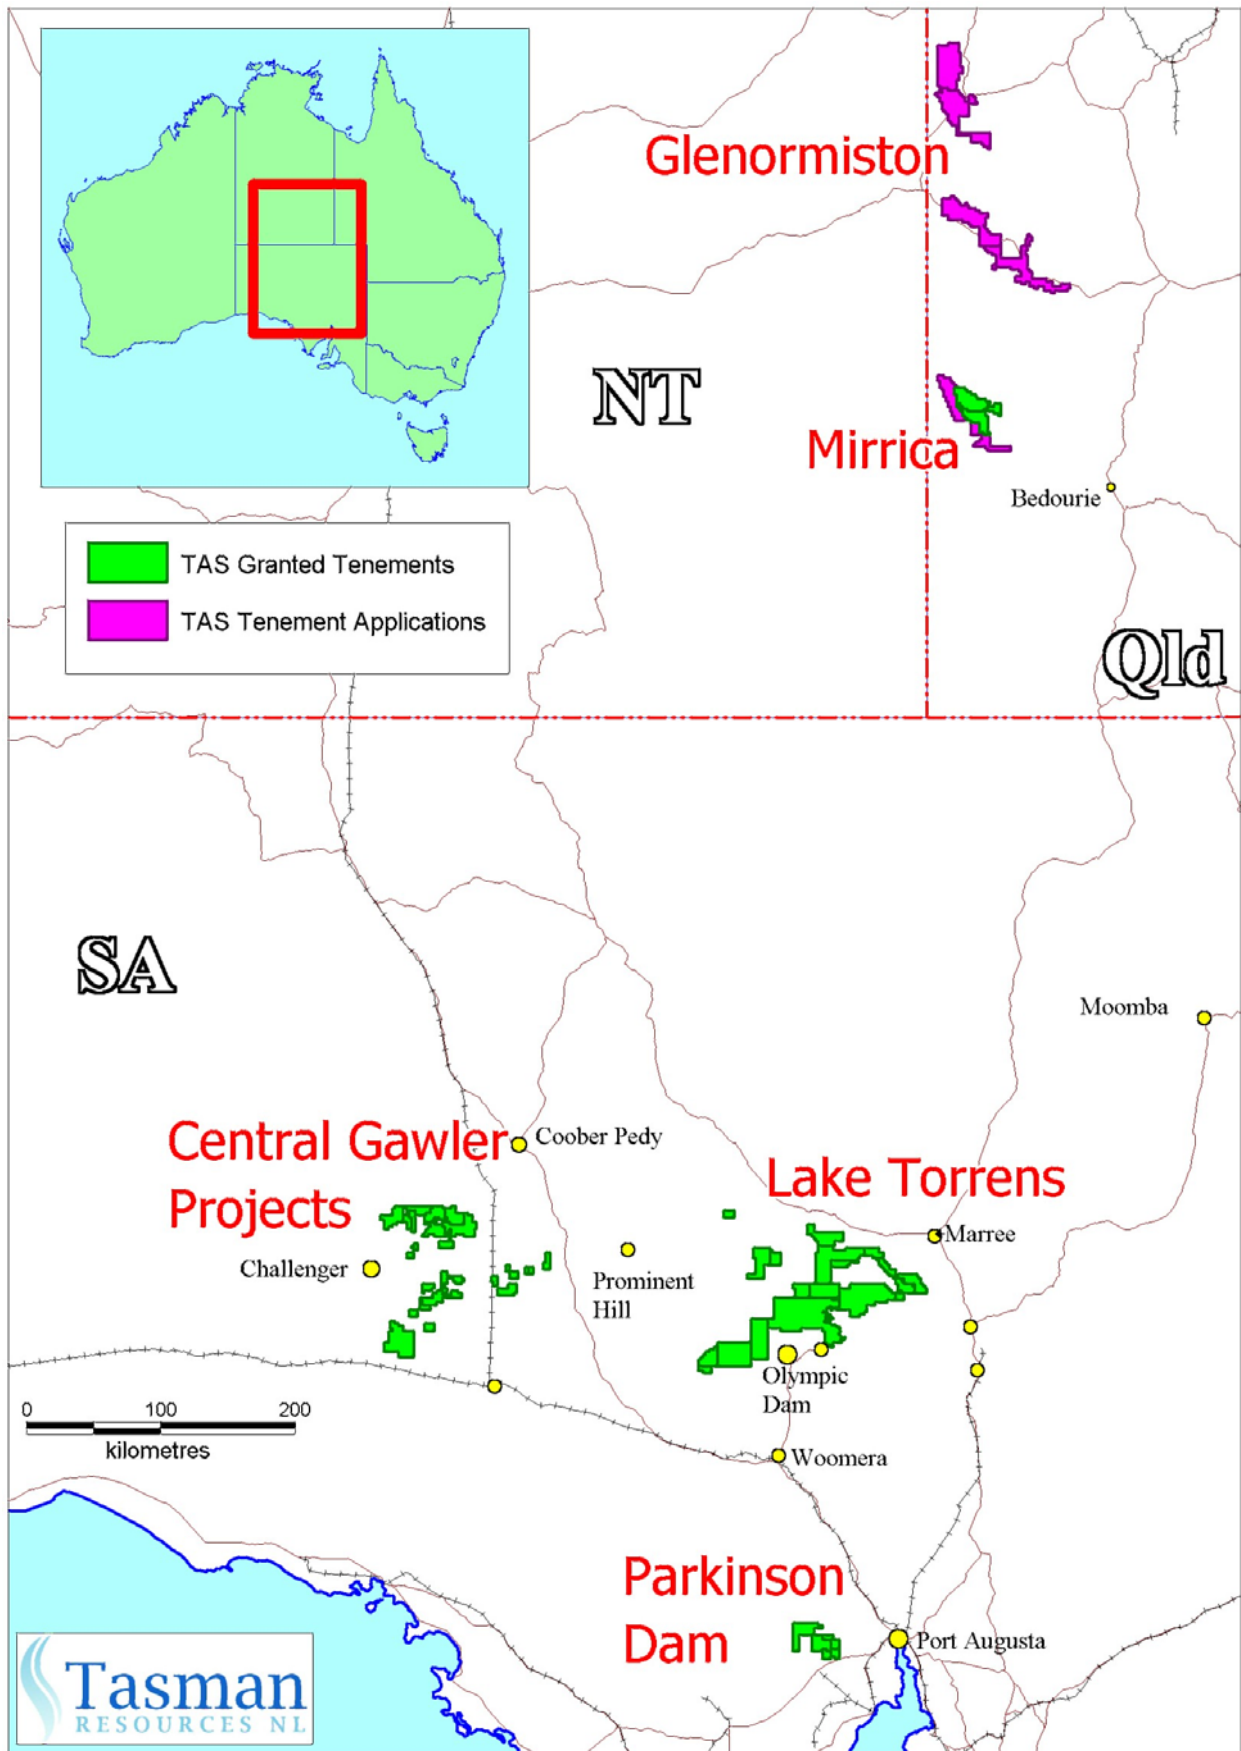 Glenormiston
NT
Mirrica
Bedourie
TAS Granted Tenements
TAS Tenement Applications
Qld
SA
Moomba
Central Gawler
Projects
Coober Pedy
Lake Torrens
Marree
Challenger
Prominent
Hill
Olympic
Dam
0 100 200
kilometres
Woomera
Parkinson
Dam
Port Augusta
Tasman
RESOURCES NL